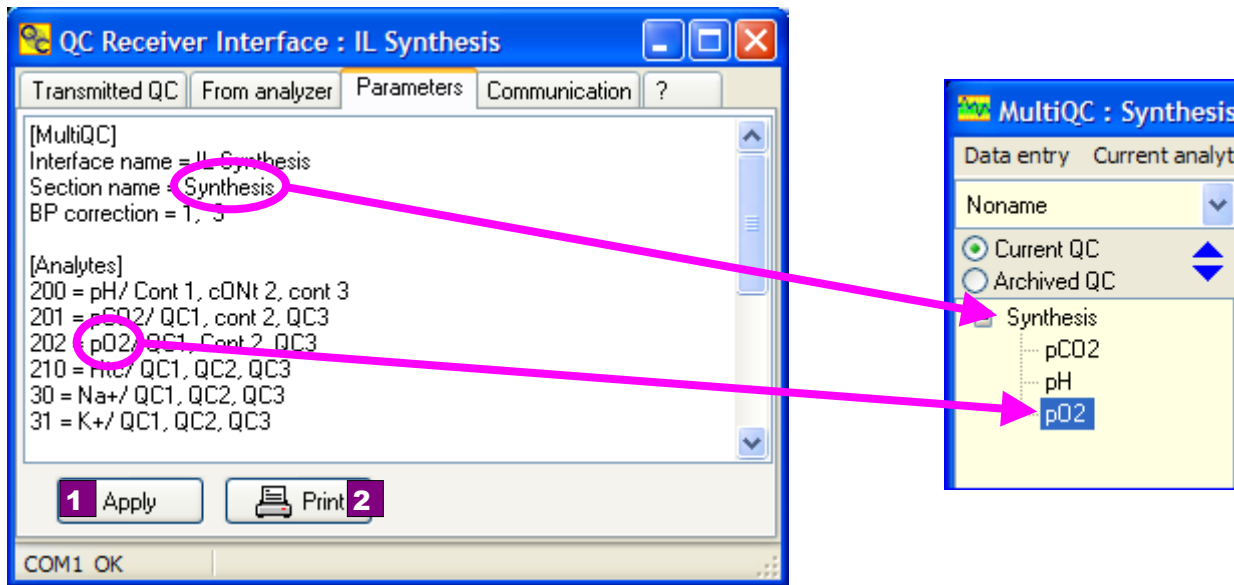 QC Receiver Interface : IL Synthesis
Transmitted QC From analyzer Parameters Communication ?
[MultiQC]
Interface name = IL Synthesis
Section name = Synthesis
BP correction = 1, 3
[Analytes]
200 = pH/ Cont 1, cONt 2, cont 3
201 = pCO2/ QC1, cont 2, QC3
202 = pO2/ QC1, Cont 2, QC3
210 = Htc/ QC1, QC2, QC3
30 = Na+/ QC1, QC2, QC3
31 = K+/ QC1, QC2, QC3
1 Apply Print 2
COM1 OK
MultiQC : Synthesis
Data entry Current analyt
Noname
Current QC
Archived QC
Synthesis
pCO2
pH
pO2